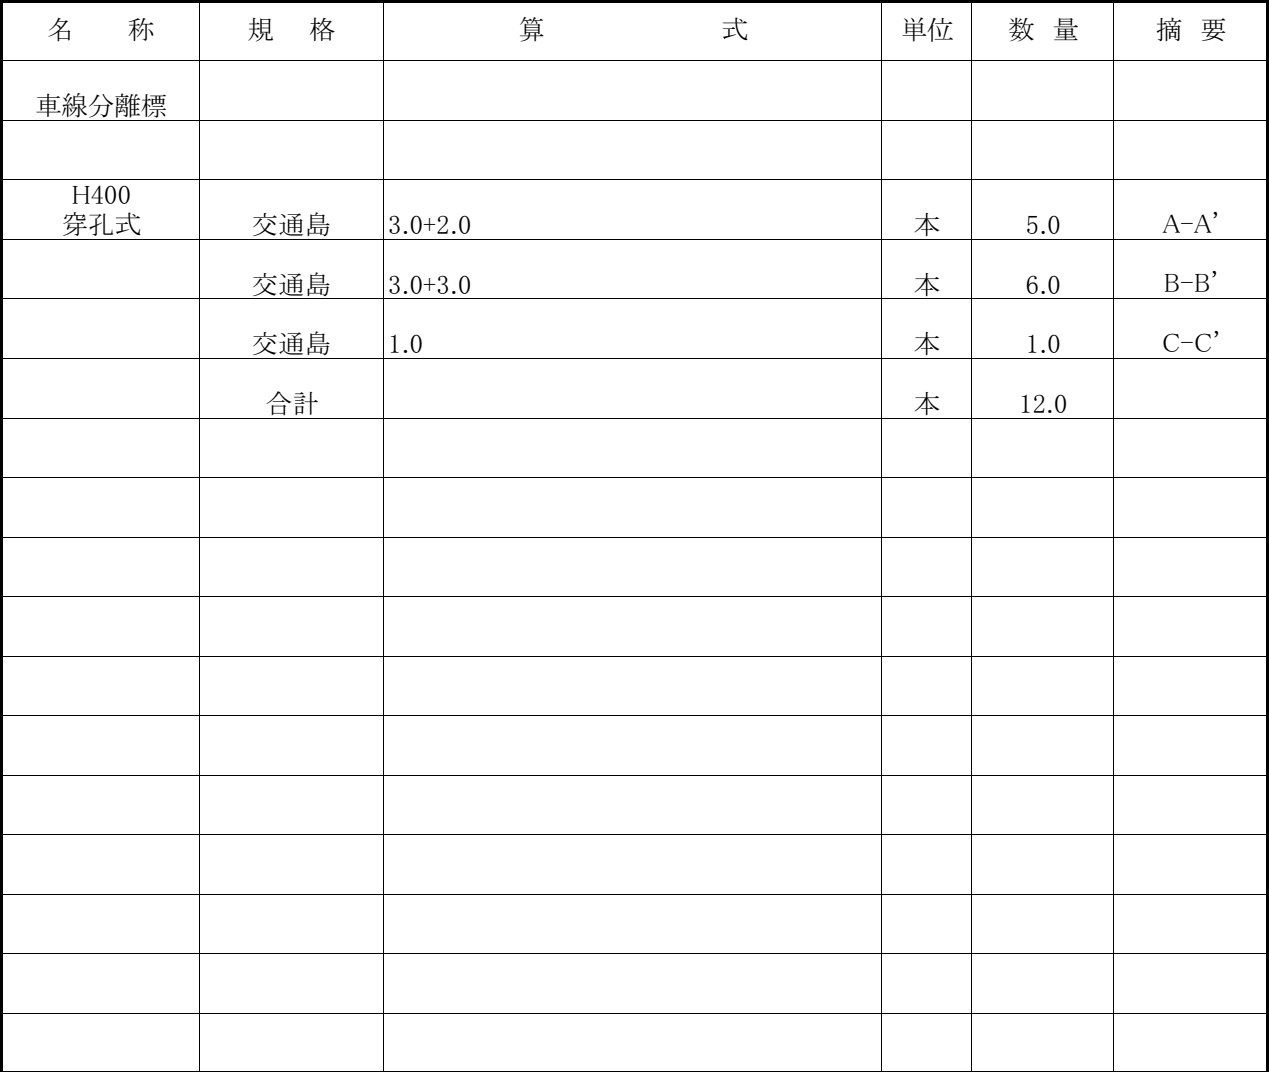 名 称 規 格 算 式 単位 数 量 摘 要
車線分離標
H400
穿孔式 交通島 3.0+2.0 本 5.0 A-A’
交通島 3.0+3.0 本 6.0 B-B’
交通島 1.0 本 1.0 C-C’
合計 本 12.0